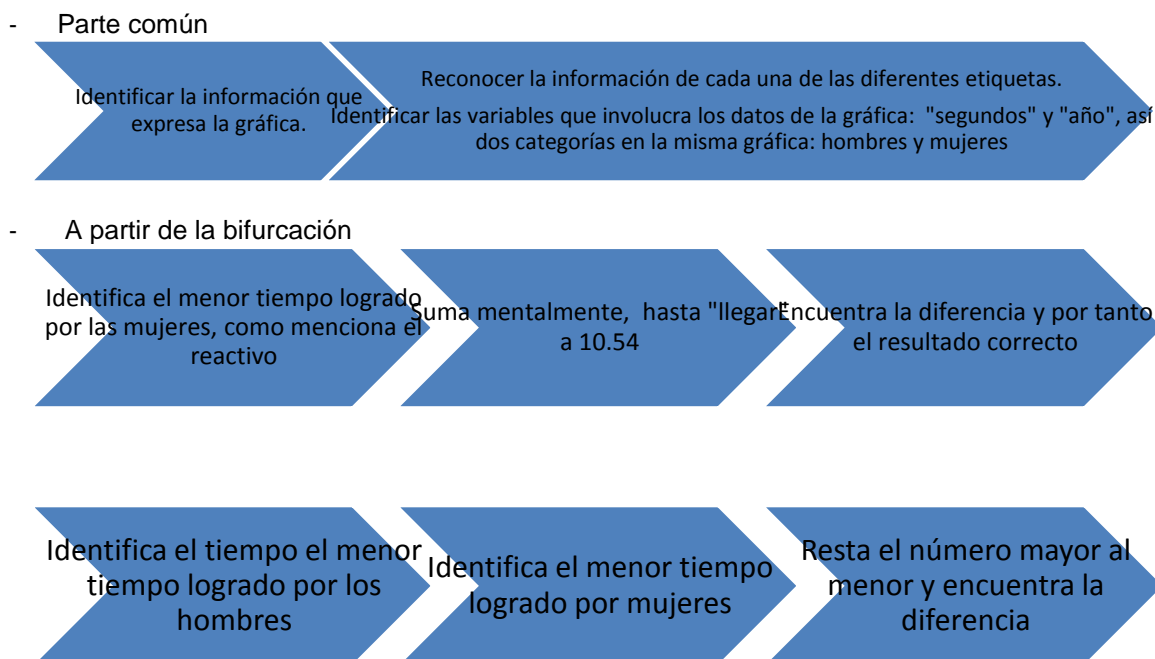 - Parte común
Identificar la información que
expresa la gráfica.
Reconocer la información de cada una de las diferentes etiquetas.
Identificar las variables que involucra los datos de la gráfica: "segundos" y "año", así
dos categorías en la misma gráfica: hombres y mujeres
- A partir de la bifurcación
Identifica el menor tiempo logrado
por las mujeres, como menciona el
reactivo
Suma mentalmente, hasta "llegar"
a 10.54
Encuentra la diferencia y por tanto
el resultado correcto
Identifica el tiempo el menor
tiempo logrado por los
hombres
Identifica el menor tiempo
logrado por mujeres
Resta el número mayor al
menor y encuentra la
diferencia